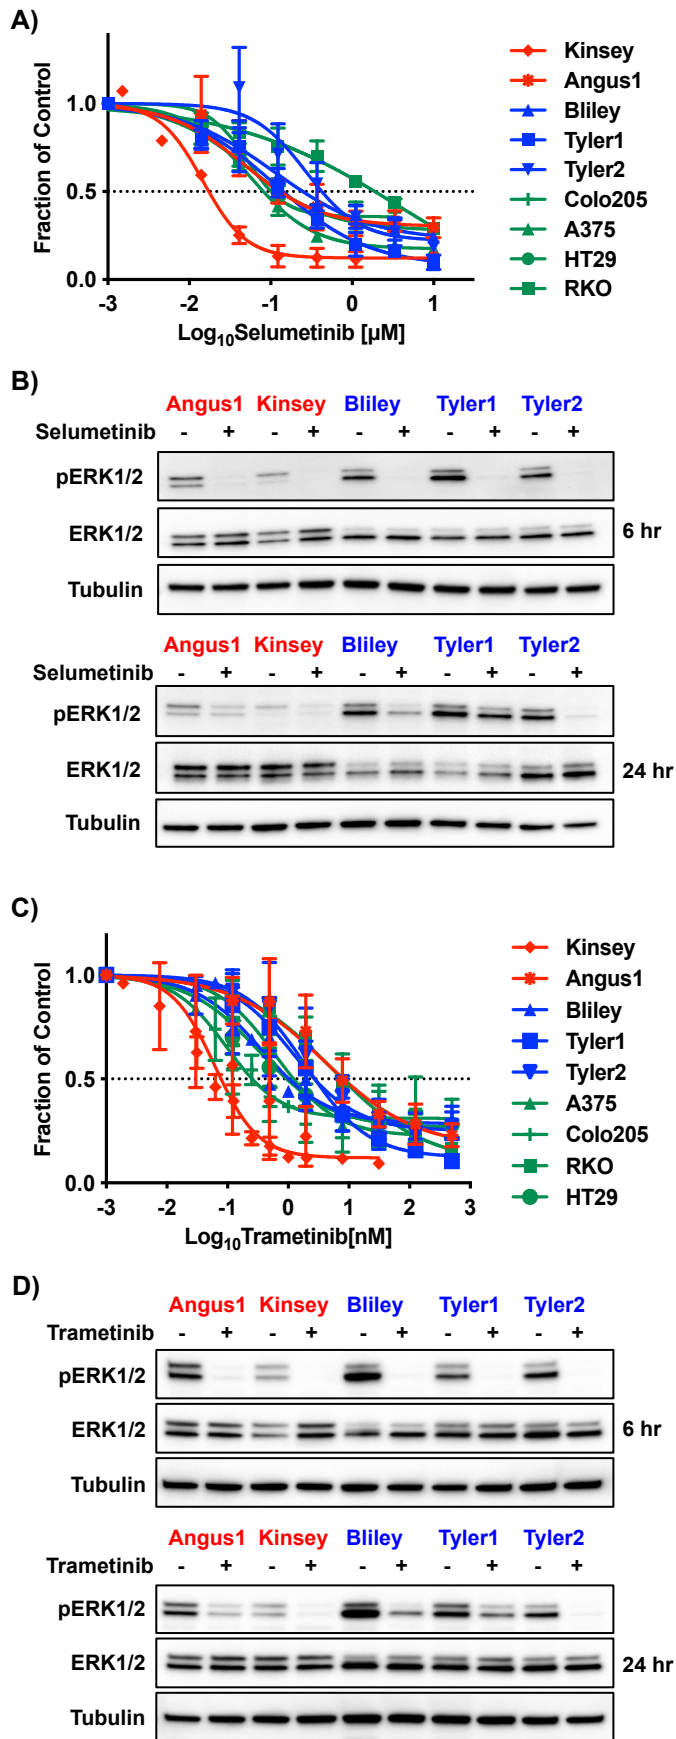 A)
Fraction of Control
1.0
0.5
0.0
-3 -2 -1 0 1
Log10Selumetinib [µM]
Kinsey
Angus1
Bliley
Tyler1
Tyler2
Colo205
A375
HT29
RKO
B)
Angus1 Kinsey Bliley Tyler1 Tyler2
Selumetinib - + - + - + - + - +
pERK1/2
ERK1/2 6 hr
Tubulin
Angus1 Kinsey Bliley Tyler1 Tyler2
Selumetinib - + - + - + - + - +
pERK1/2
ERK1/2 24 hr
Tubulin
C)
Fraction of Control
1.0
0.5
0.0
-3 -2 -1 0 1 2 3
Log10Trametinib[nM]
Kinsey
Angus1
Bliley
Tyler1
Tyler2
A375
Colo205
RKO
HT29
D)
Angus1 Kinsey Bliley Tyler1 Tyler2
Trametinib - + - + - + - + - +
pERK1/2
ERK1/2 6 hr
Tubulin
Angus1 Kinsey Bliley Tyler1 Tyler2
Trametinib - + - + - + - + - +
pERK1/2
ERK1/2 24 hr
Tubulin